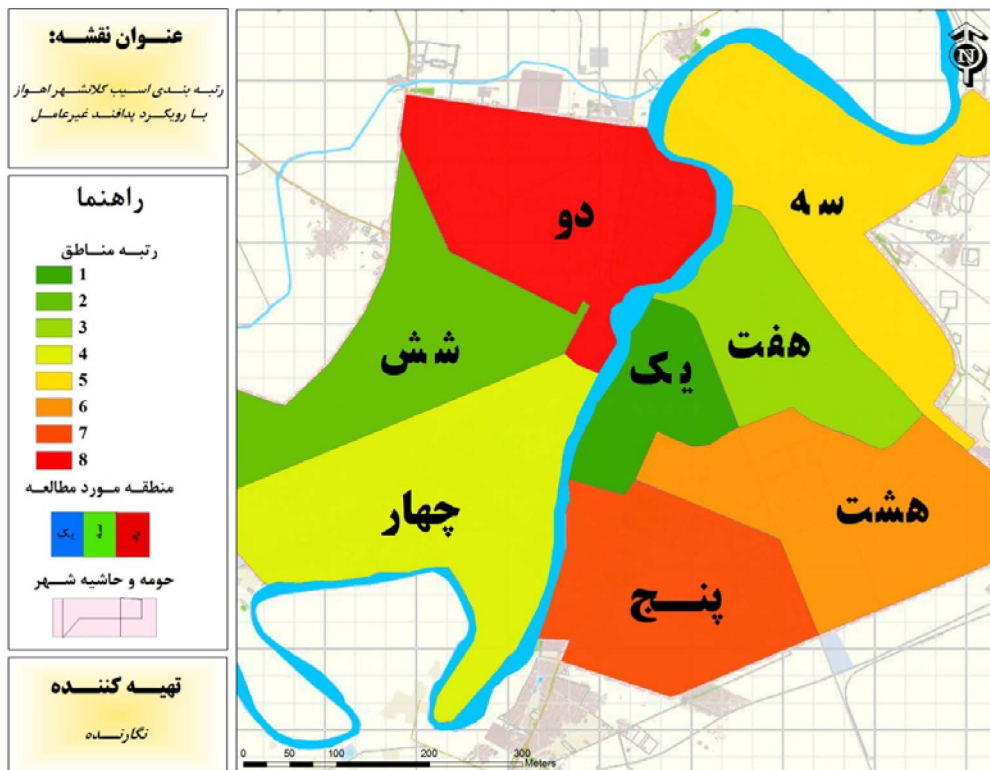 عنوان نقشه:
رتبه بندی اسیب کلانشهر اهواز
با رویکرد پدافند غیرعامل
راهنما
رتبه مناطق
1
2
3
4
5
6
7
8
منطقه مورد مطالعه
یک
حومه و حاشیه شهر
تهیه کننده
نگارنده
N
سه
دو
هفت
یک
شش
چهار
هشت
پنج
0 50 100 200 300
Meters